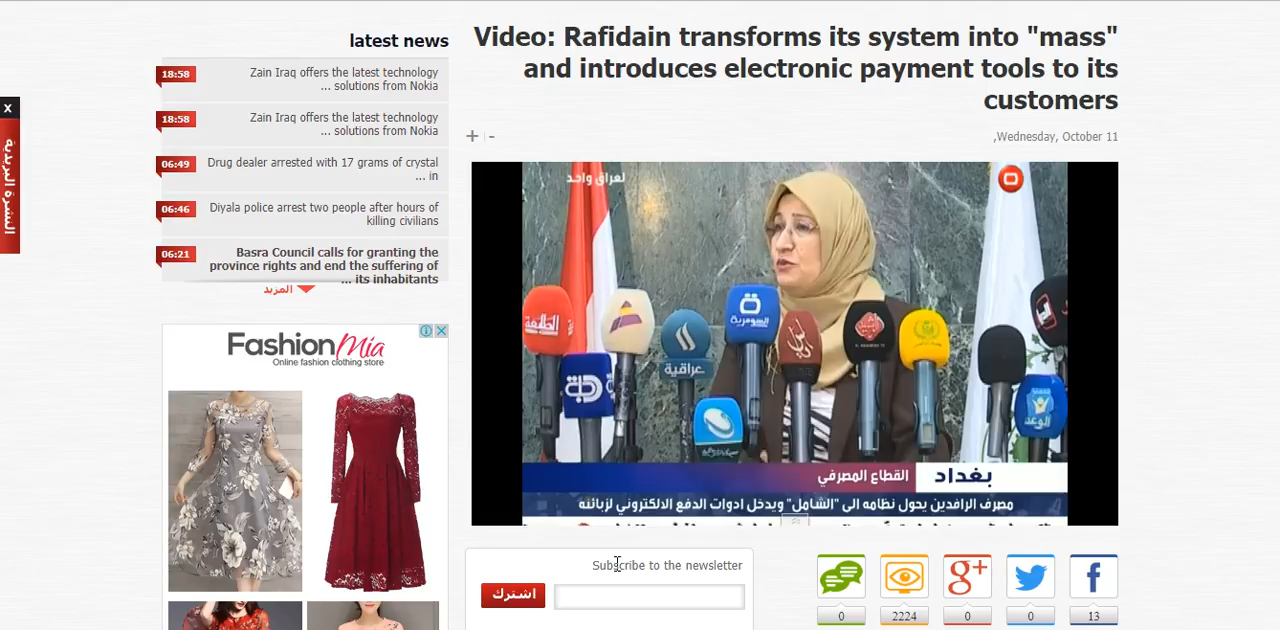 latest news
18:58
Zain Iraq offers the latest technology
... solutions from Nokia
18:58
Zain Iraq offers the latest technology
... solutions from Nokia
06:49
Drug dealer arrested with 17 grams of crystal
... in
06:46
Diyala police arrest two people after hours of
killing civilians
06:21
Basra Council calls for granting the
province rights and end the suffering of
... its inhabitants
المزيد
x
النشرة البريدية
FashionMia
Online fashion clothing store
Video: Rafidain transforms its system into "mass"
and introduces electronic payment tools to its
customers
+ | -
,Wednesday, October 11
لعراق واحد
السومرية
عراقية
الوعد
بغداد
القطاع المصرفي
مصرف الرافدين يحول نظامه الى "الشامل" ويدخل ادوات الدفع الالكتروني لزبائنه
Subscribe to the newsletter
اشترك
0
2224
0
0
13